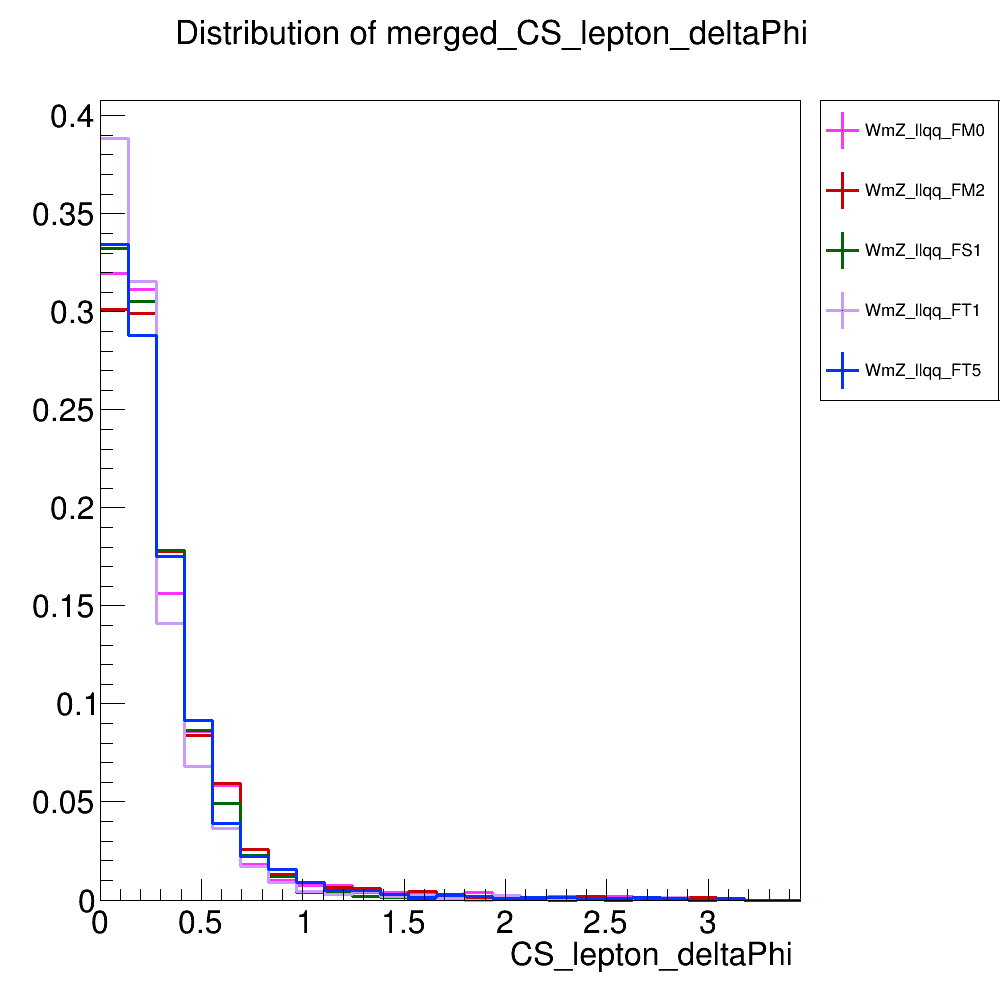 Distribution of merged_CS_lepton_deltaPhi
0.4
0.35
0.3
0.25
0.2
0.15
0.1
0.05
0
0 0.5 1 1.5 2 2.5 3
CS_lepton_deltaPhi
WmZ_llqq_FM0
WmZ_llqq_FM2
WmZ_llqq_FS1
WmZ_llqq_FT1
WmZ_llqq_FT5